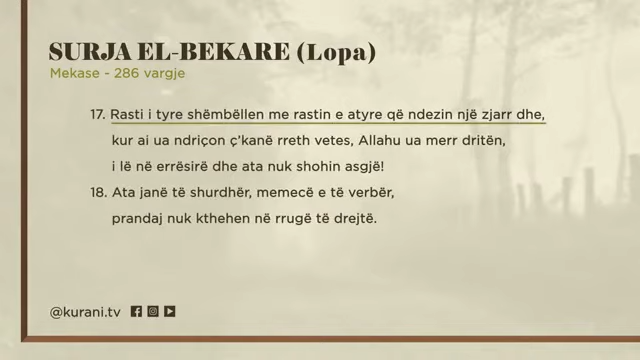 SURJA EL-BEKARE (Lopa)
Mekase - 286 vargje
17. Rasti i tyre shëmbëllen me rastin e atyre që ndezin një zjarr dhe,
kur ai ua ndriçon ç'kanë rreth vetes, Allahu ua merr dritën,
i lë në errësirë dhe ata nuk shohin asgjë!
18. Ata janë të shurdhër, memecë e të verbër,
prandaj nuk kthehen në rrugë të drejtë.
@kurani.tv